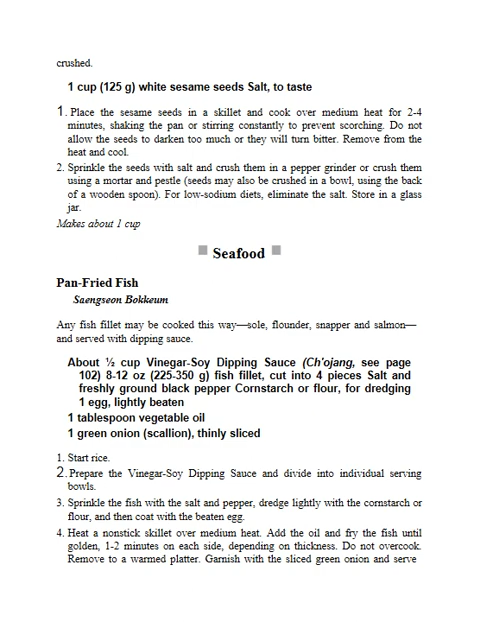 crushed.
1 cup (125 g) white sesame seeds Salt, to taste
1. Place the sesame seeds in a skillet and cook over medium heat for 2-4
minutes, shaking the pan or stirring constantly to prevent scorching. Do not
allow the seeds to darken too much or they will turn bitter. Remove from the
heat and cool.
2. Sprinkle the seeds with salt and crush them in a pepper grinder or crush them
using a mortar and pestle (seeds may also be crushed in a bowl, using the back
of a wooden spoon). For low-sodium diets, eliminate the salt. Store in a glass
jar.
Makes about 1 cup
Seafood
Pan-Fried Fish
Saengseon Bokkeum
Any fish fillet may be cooked this way—sole, flounder, snapper and salmon—
and served with dipping sauce.
About ½ cup Vinegar-Soy Dipping Sauce (Ch'ojang, see page
102) 8-12 oz (225-350 g) fish fillet, cut into 4 pieces Salt and
freshly ground black pepper Cornstarch or flour, for dredging
1 egg, lightly beaten
1 tablespoon vegetable oil
1 green onion (scallion), thinly sliced
1. Start rice.
2. Prepare the Vinegar-Soy Dipping Sauce and divide into individual serving
bowls.
3. Sprinkle the fish with the salt and pepper, dredge lightly with the cornstarch or
flour, and then coat with the beaten egg.
4. Heat a nonstick skillet over medium heat. Add the oil and fry the fish until
golden, 1-2 minutes on each side, depending on thickness. Do not overcook.
Remove to a warmed platter. Garnish with the sliced green onion and serve